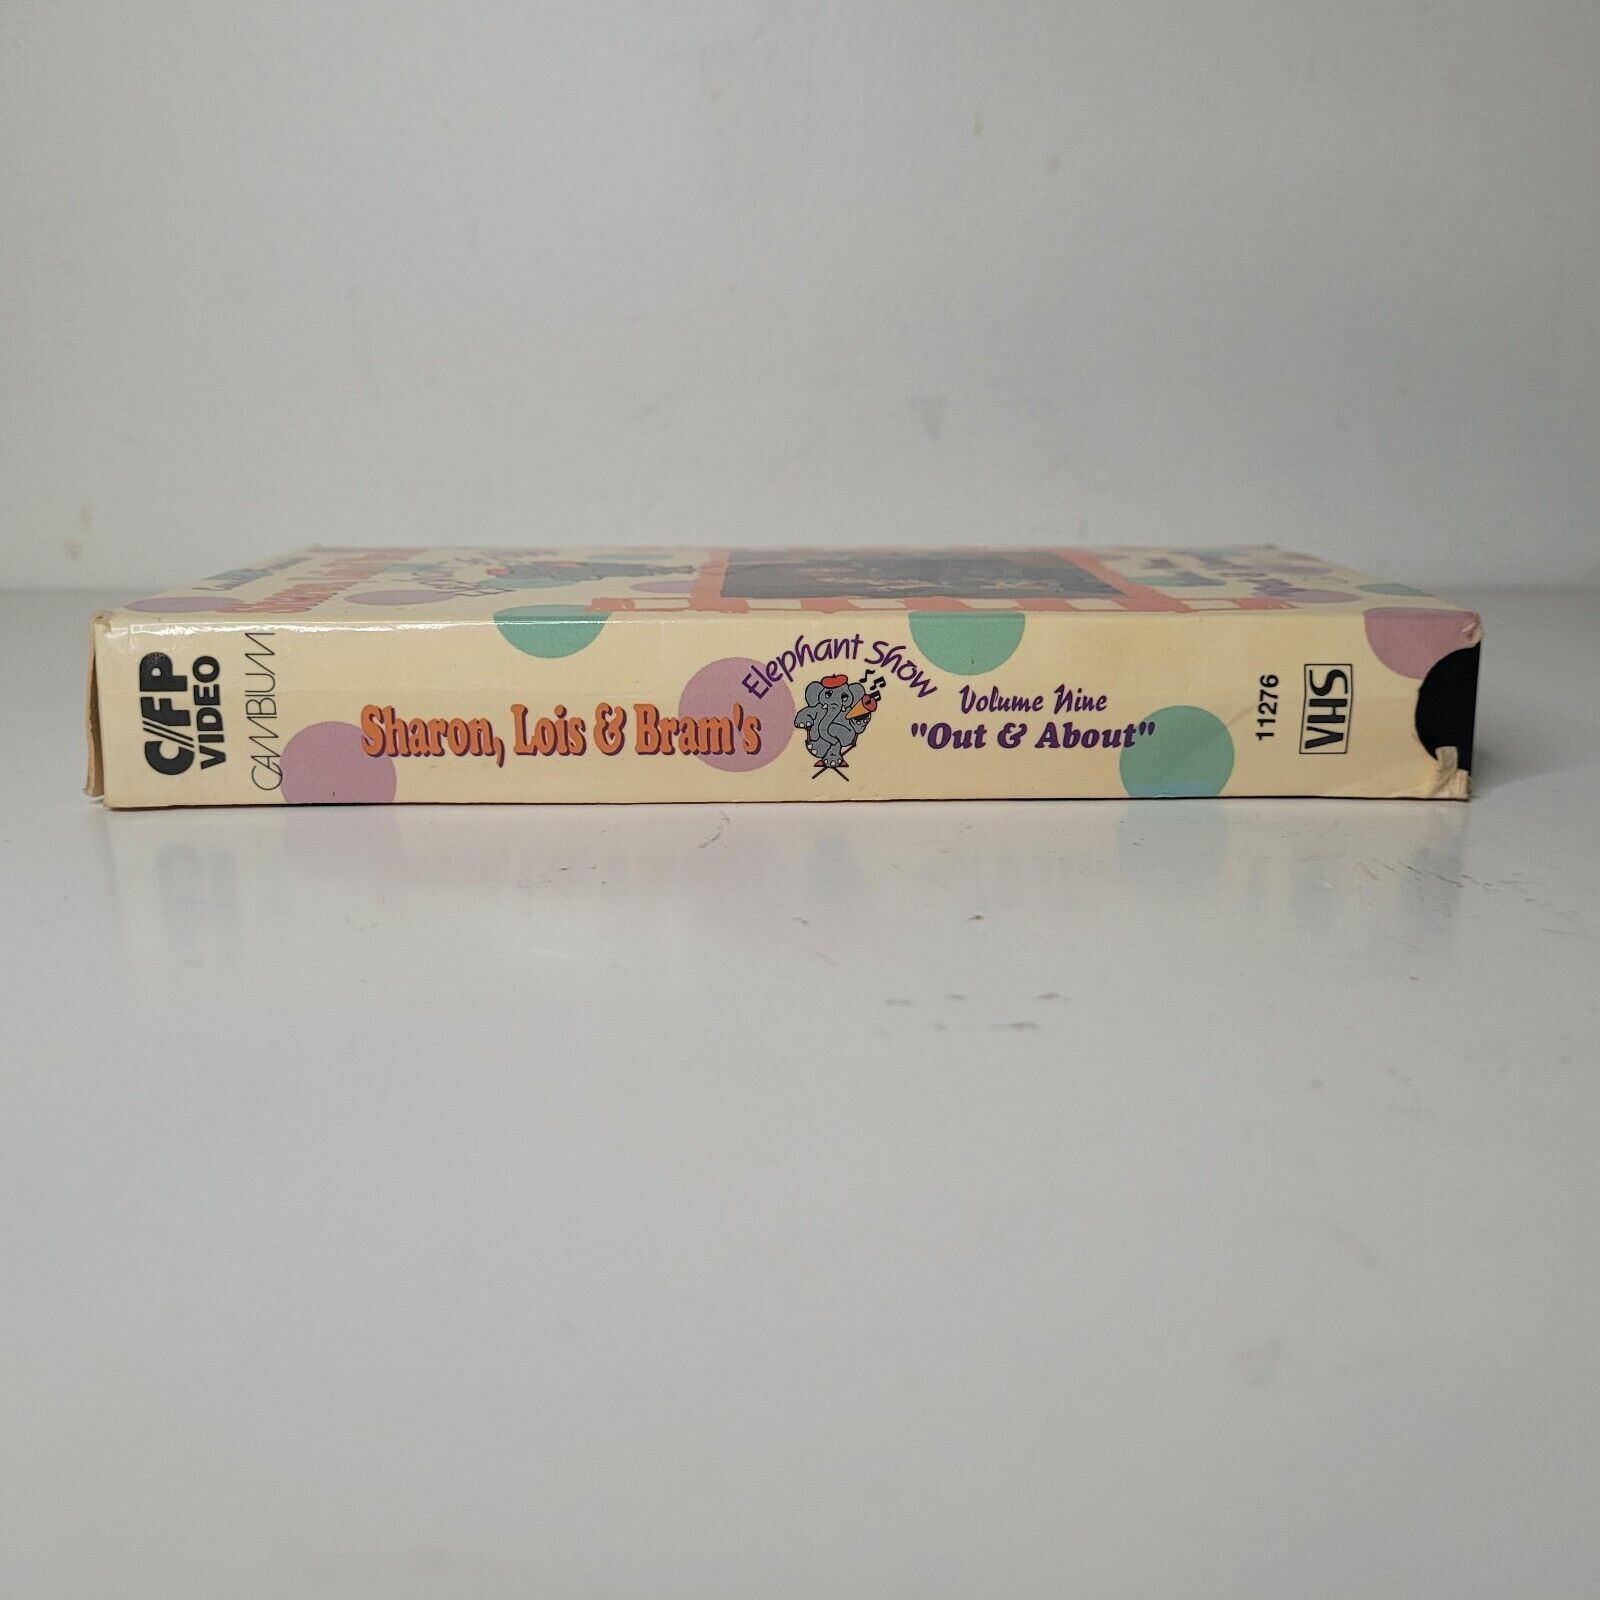 C//FP
VIDEO
CAMBIUM
Sharon, Lois & Bram's
Elephant Show
Volume Nine
"Out & About"
11276
VHS